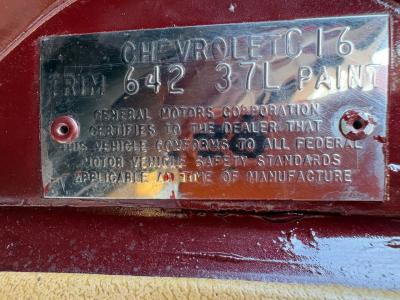 CHEVROLET C16
TRIM 642 37L PAINT
GENERAL MOTORS CORPORATION
CERTIFIES TO THE DEALER THAT
THIS VEHICLE CONFORMS TO ALL FEDERAL
MOTOR VEHICLE SAFETY STANDARDS
APPLICABLE AT TIME OF MANUFACTURE